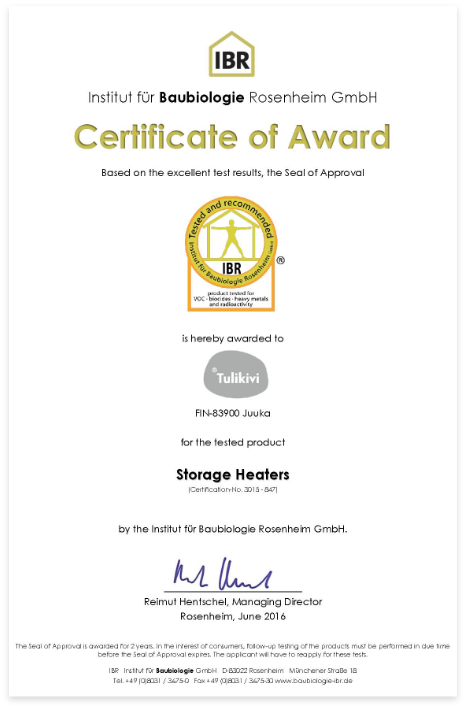 IBR
Institut für Baubiologie Rosenheim GmbH
Certificate of Award
Based on the excellent test results, the Seal of Approval
Tested and recommended
IBR
Institut für Baubiologie Rosenheim GmbH
®
product tested for
VOC - biocides - heavy metals
and radioactivity
is hereby awarded to
®Tulikivi
FIN-83900 Juuka
for the tested product
Storage Heaters
(Certification-No. 3015 - 847)
by the Institut für Baubiologie Rosenheim GmbH.
Reimut Hentschel, Managing Director
Rosenheim, June 2016
The Seal of Approval is awarded for 2 years. In the interest of consumers, follow-up testing of the products must be performed in due time
before the Seal of Approval expires. The applicant will have to reapply for these tests.
IBR Institut für Baubiologie GmbH D-83022 Rosenheim Münchener Straße 18
Tel. +49 (0)8031 / 3675-0 Fax +49 (0)8031 / 3675-30 www.baubiologie-ibr.de